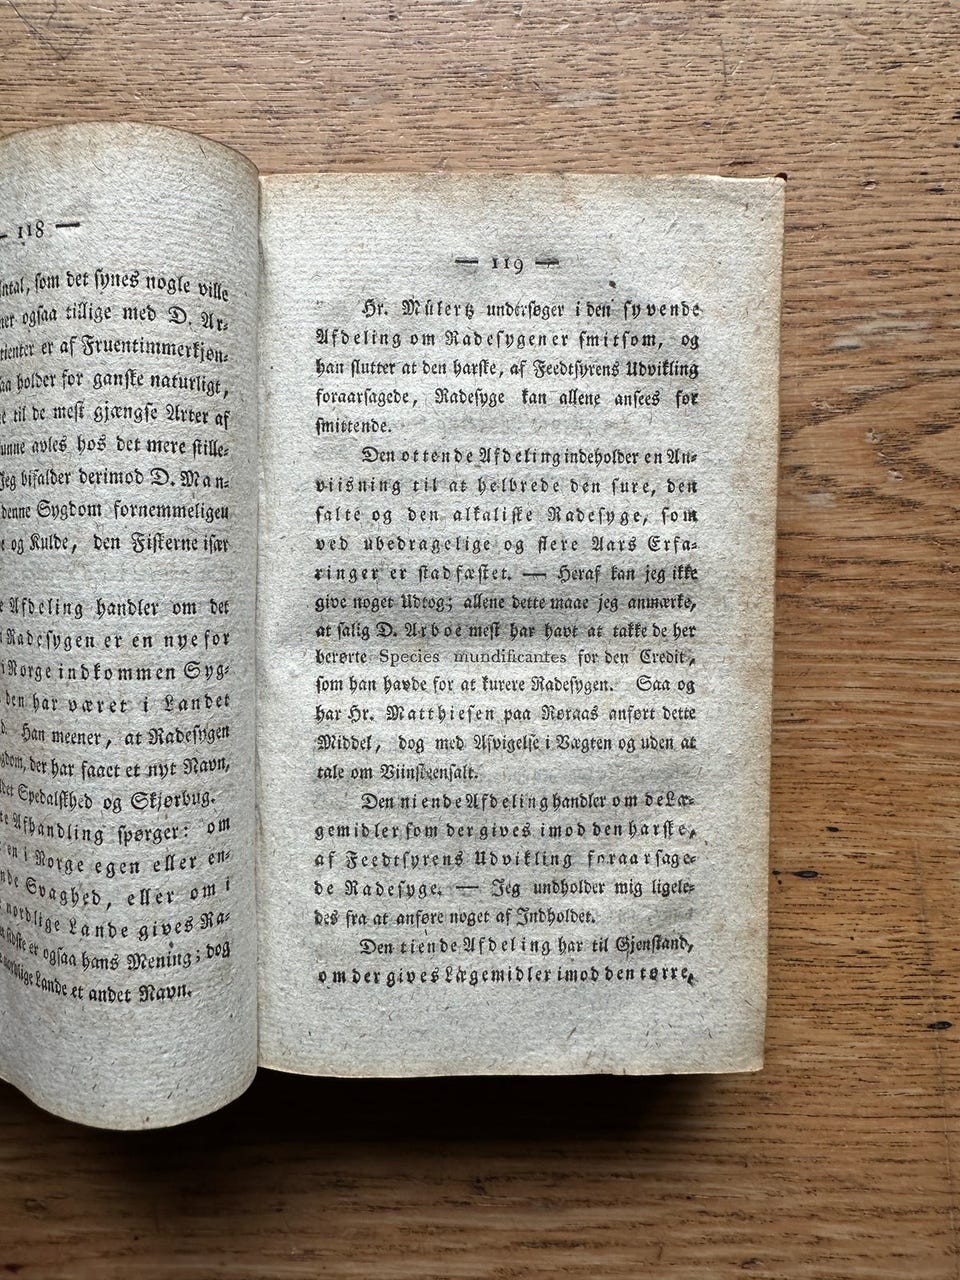 — 118 —
som det synes nogle ville
ogsaa tillige med D. Ar-
er af Fruentimmerkjøn-
holder for ganske naturligt,
til de mest gjængse Arter af
avles hos det mere stille-
Jeg bifalder derimod D. Man-
denne Sygdom fornemmeligen
og Kulde, den Fiskerne især
Afdeling handler om det
Radesygen er en nye for
i Norge indkommen Syg-
den har været i Landet
Han meener, at Radesygen
der har faaet et nyt Navn,
Spedalskhed og Skjørbug.
Afhandling spørger: om
en i Norge egen eller en-
Svaghed, eller om i
nordlige Lande gives Ra-
er ogsaa hans Mening; dog
Lande et andet Navn.
— 119 —
Hr. Mülertz undersøger i den syvende
Afdeling om Radesygen er smitsom, og
han slutter at den harske, af Feedtsyrens Udvikling
foraarsagede, Radesyge kan allene ansees for
smittende.
Den ottende Afdeling indeholder en An-
viisning til at helbrede den sure, den
salte og den alkaliske Radesyge, som
ved ubedragelige og flere Aars Erfa-
ringer er stadfæstet. — Heraf kan jeg ikke
give noget Udtog; allene dette maae jeg anmærke,
at salig D. Arboe mest har havt at takke de her
berørte Species mundificantes for den Credit,
som han havde for at kurere Radesygen. Saa og
har Hr. Matthiesen paa Røraas anført dette
Middel, dog med Afvigelse i Vægten og uden at
tale om Viinsteensalt.
Den niende Afdeling handler om de Læ-
gemidler som der gives imod den harske,
af Feedtsyrens Udvikling foraarsage-
de Radesyge. — Jeg undholder mig ligele-
des fra at anføre noget af Indholdet.
Den tiende Afdeling har til Gjenstand,
om der gives Lægemidler imod den tørre,